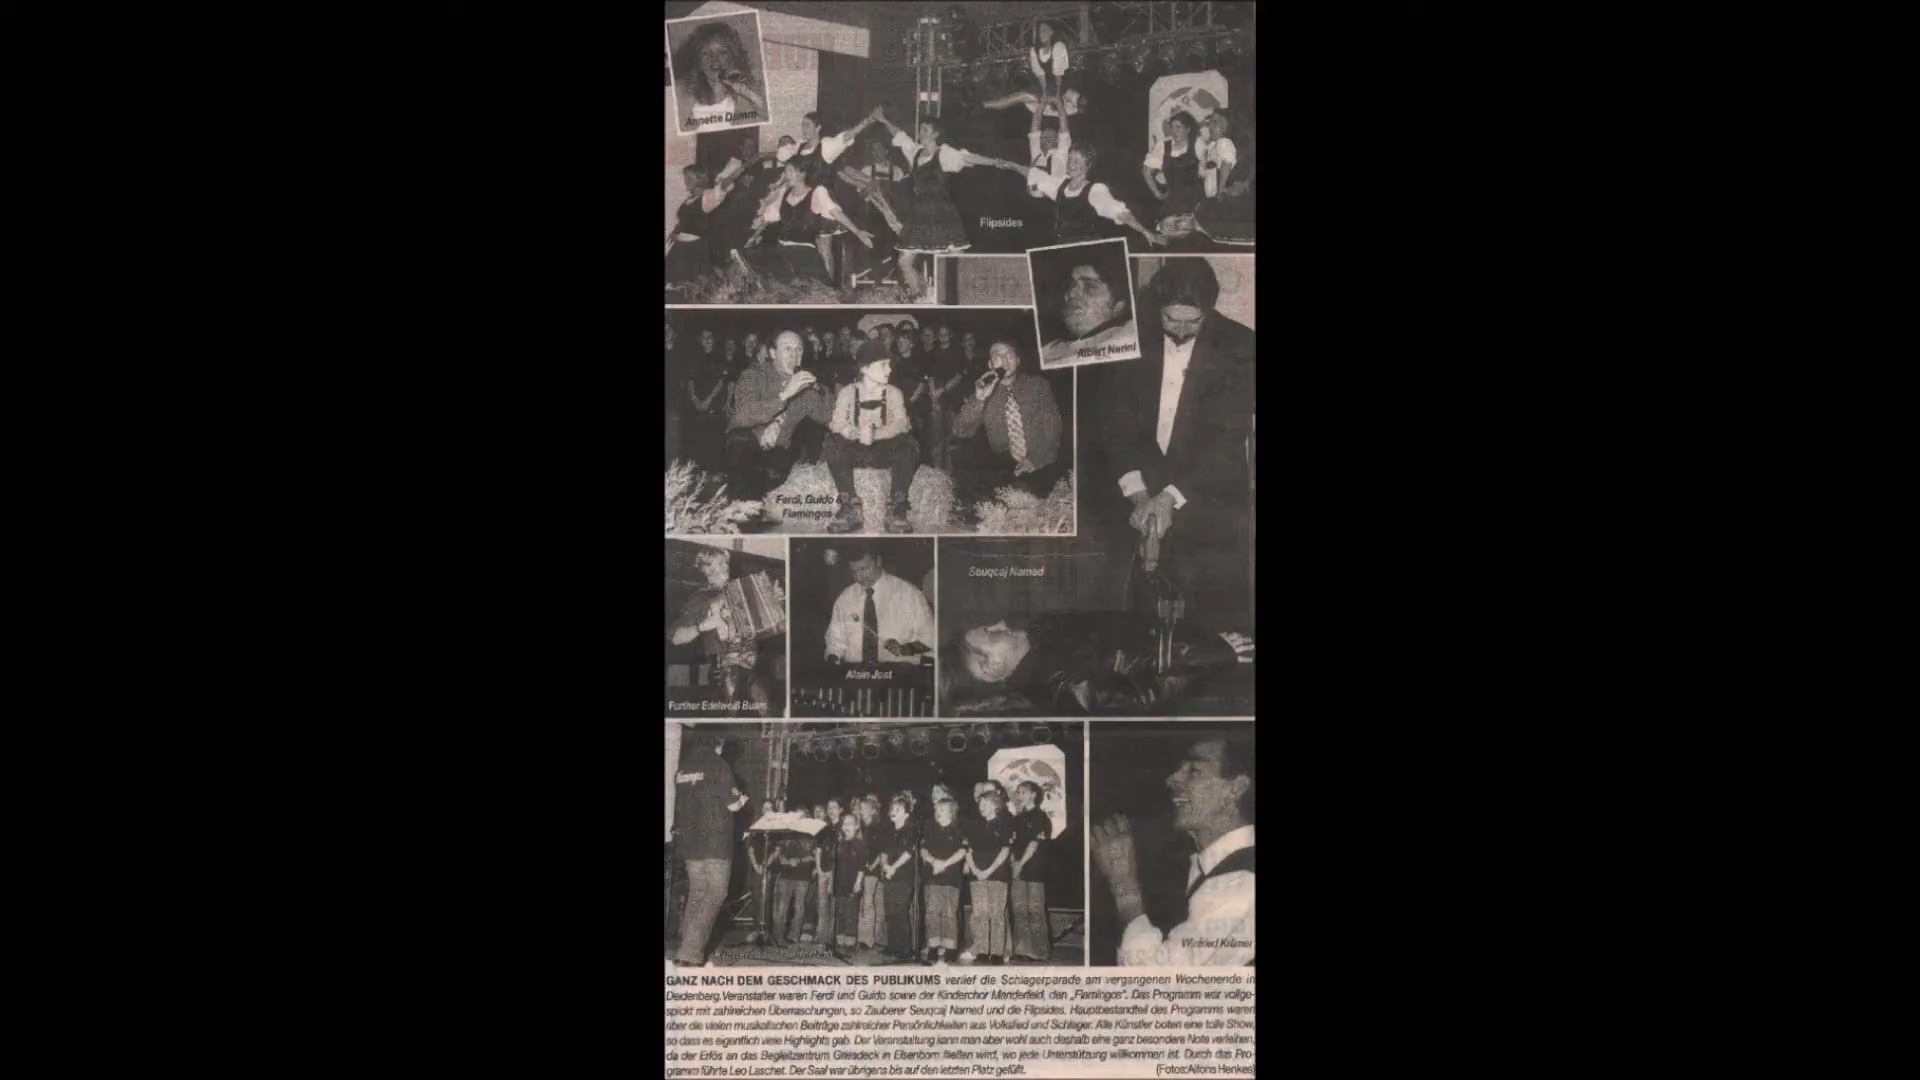 Annette Damm
Flipsides
Albert Nerini
Ferdi, Guido &
Flamingos
Seuqcaj Named
Alain Jost
Further Edelweiß Buam
Winfried Krämer
GANZ NACH DEM GESCHMACK DES PUBLIKUMS verlief die Schlagerparade am vergangenen Wochenende in
Deidenberg. Veranstalter waren Ferdi und Guido sowie der Kinderchor Manderfeld, den „Flamingos". Das Programm war vollge-
spickt mit zahlreichen Überraschungen, so Zauberer Seuqcaj Named und die Flipsides. Hauptbestandteil des Programms waren
aber die vielen musikalischen Beiträge zahlreicher Persönlichkeiten aus Volkslied und Schlager. Alle Künstler boten eine tolle Show,
so dass es eigentlich viele Highlights gab. Der Veranstaltung kann man aber wohl auch deshalb eine ganz besondere Note verleihen,
da der Erlös an das Begleitzentrum Griesdeck in Elsenborn fließen wird, wo jede Unterstützung willkommen ist. Durch das Pro-
gramm führte Leo Laschet. Der Saal war übrigens bis auf den letzten Platz gefüllt. (Fotos: Alfons Henkes)